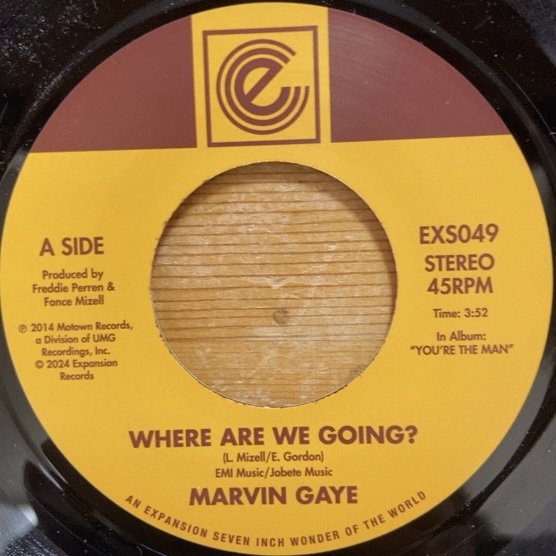 e
A SIDE
Produced by
Freddie Perren &
Fonce Mizell
℗ 2014 Motown Records,
a Division of UMG
Recordings, Inc.
© 2024 Expansion
Records
EXS049
STEREO
45RPM
Time: 3:52
In Album:
"YOU'RE THE MAN"
WHERE ARE WE GOING?
(L. Mizell/E. Gordon)
EMI Music/Jobete Music
MARVIN GAYE
AN EXPANSION SEVEN INCH WONDER OF THE WORLD